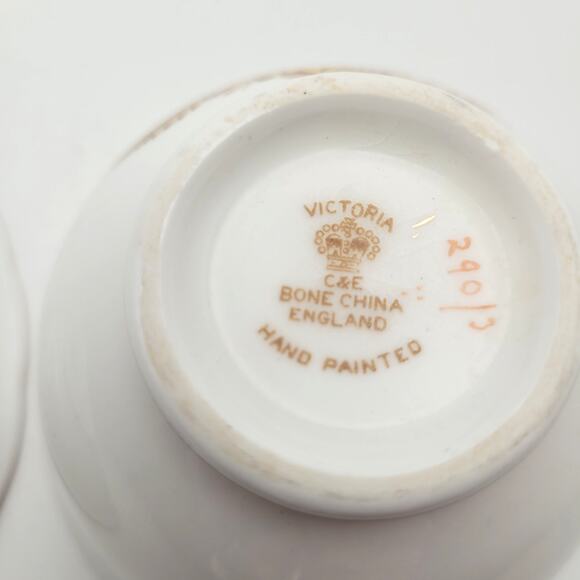 VICTORIA
C&E
BONE CHINA
ENGLAND
HAND PAINTED
290/3